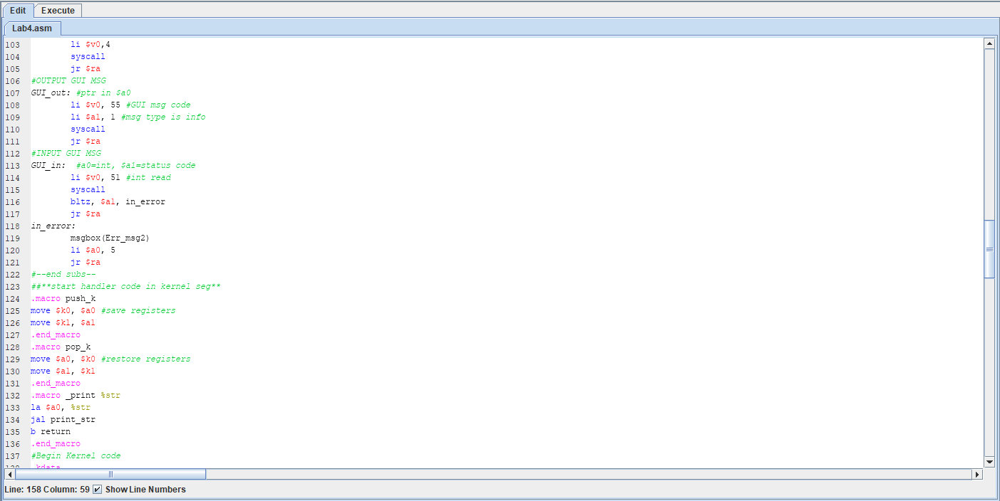 Edit Execute
Lab4.asm
103 li $v0,4
104 syscall
105 jr $ra
106 #OUTPUT GUI MSG
107 GUI_out: #ptr in $a0
108 li $v0, 55 #GUI msg code
109 li $a1, 1 #msg type is info
110 syscall
111 jr $ra
112 #INPUT GUI MSG
113 GUI_in: #a0=int, $a1=status code
114 li $v0, 51 #int read
115 syscall
116 bltz, $a1, in_error
117 jr $ra
118 in_error:
119 msgbox(Err_msg2)
120 li $a0, 5
121 jr $ra
122 #--end subs--
123 ##**start handler code in kernel seg**
124 .macro push_k
125 move $k0, $a0 #save registers
126 move $k1, $a1
127 .end_macro
128 .macro pop_k
129 move $a0, $k0 #restore registers
130 move $a1, $k1
131 .end_macro
132 .macro _print %str
133 la $a0, %str
134 jal print_str
135 b return
136 .end_macro
137 #Begin Kernel code
138 .kdata
Line: 158 Column: 59 Show Line Numbers